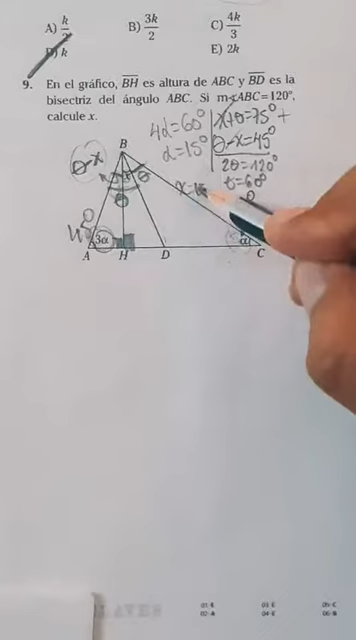 A) k
B) 3k/2
C) 4k/3
D) k
E) 2k
9. En el gráfico, BH es altura de ABC y BD es la
bisectriz del ángulo ABC. Si m∢ABC=120°,
calcule x.
4α=60°
α=15°
x+θ=75°+
θ-x=45°
2θ=120°
θ=60°
x=15
B
θ-x
x
θ
θ
3α
α
A
H
D
C